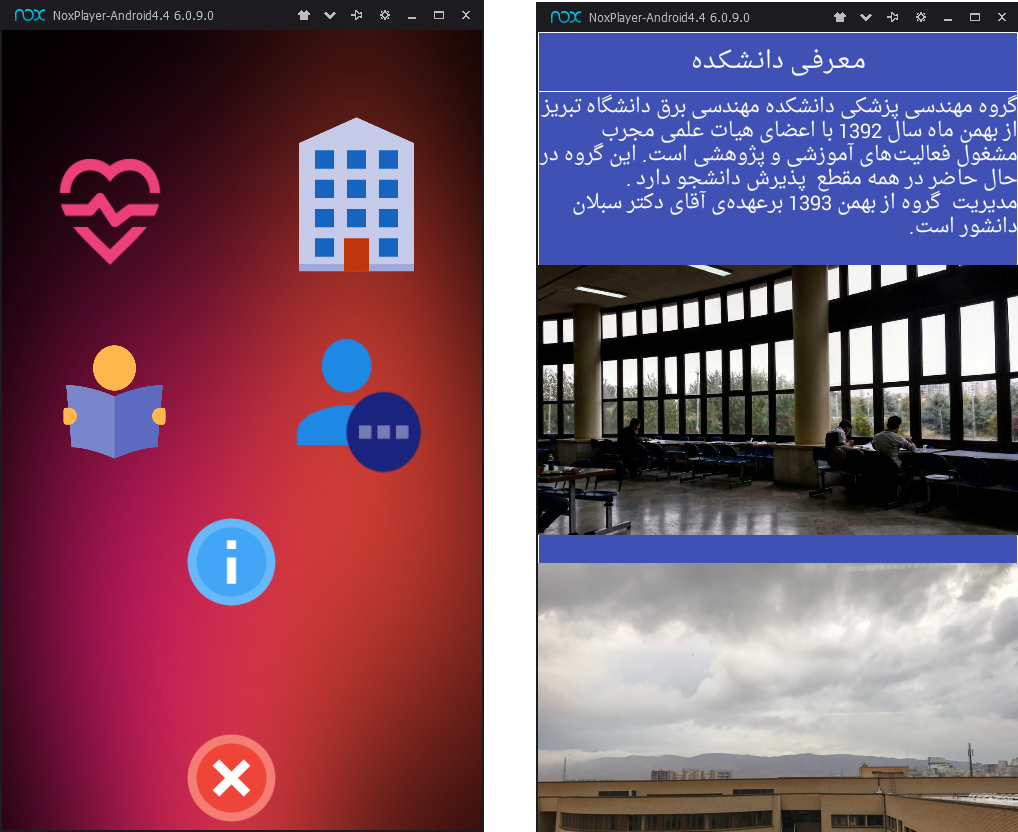 nox NoxPlayer-Android4.4 6.0.9.0
nox NoxPlayer-Android4.4 6.0.9.0
معرفی دانشکده
گروه مهندسی پزشکی دانشکده مهندسی برق دانشگاه تبریز
از بهمن ماه سال 1392 با اعضای هیات علمی مجرب
مشغول فعالیت‌های آموزشی و پژوهشی است. این گروه در
حال حاضر در همه مقطع پذیرش دانشجو دارد .
مدیریت گروه از بهمن 1393 برعهده‌ی آقای دکتر سبلان
دانشور است.